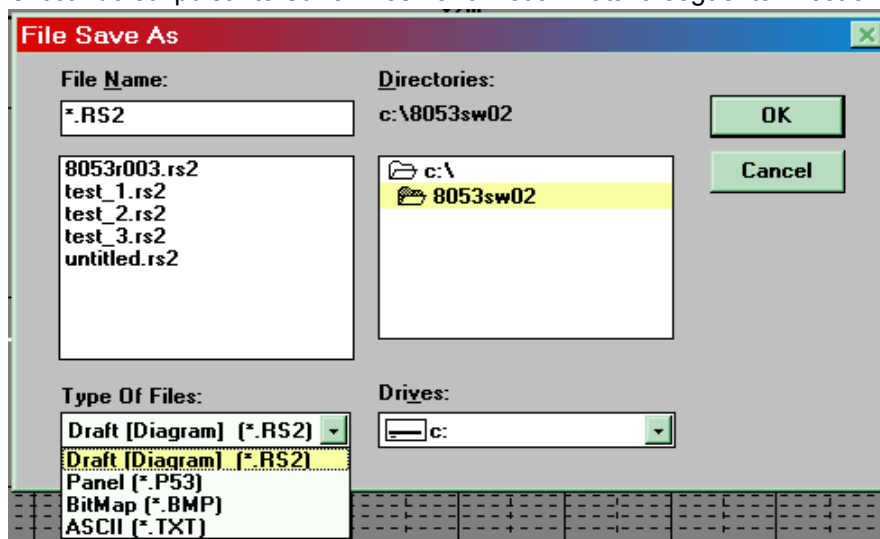 File Save As
File Name:
*.RS2
8053r003.rs2
test_1.rs2
test_2.rs2
test_3.rs2
untitled.rs2
Type Of Files:
Draft [Diagram] (*.RS2)
Draft [Diagram] (*.RS2)
Panel (*.P53)
BitMap (*.BMP)
ASCII (*.TXT)
Directories:
c:\8053sw02
c:\
8053sw02
Drives:
c:
OK
Cancel